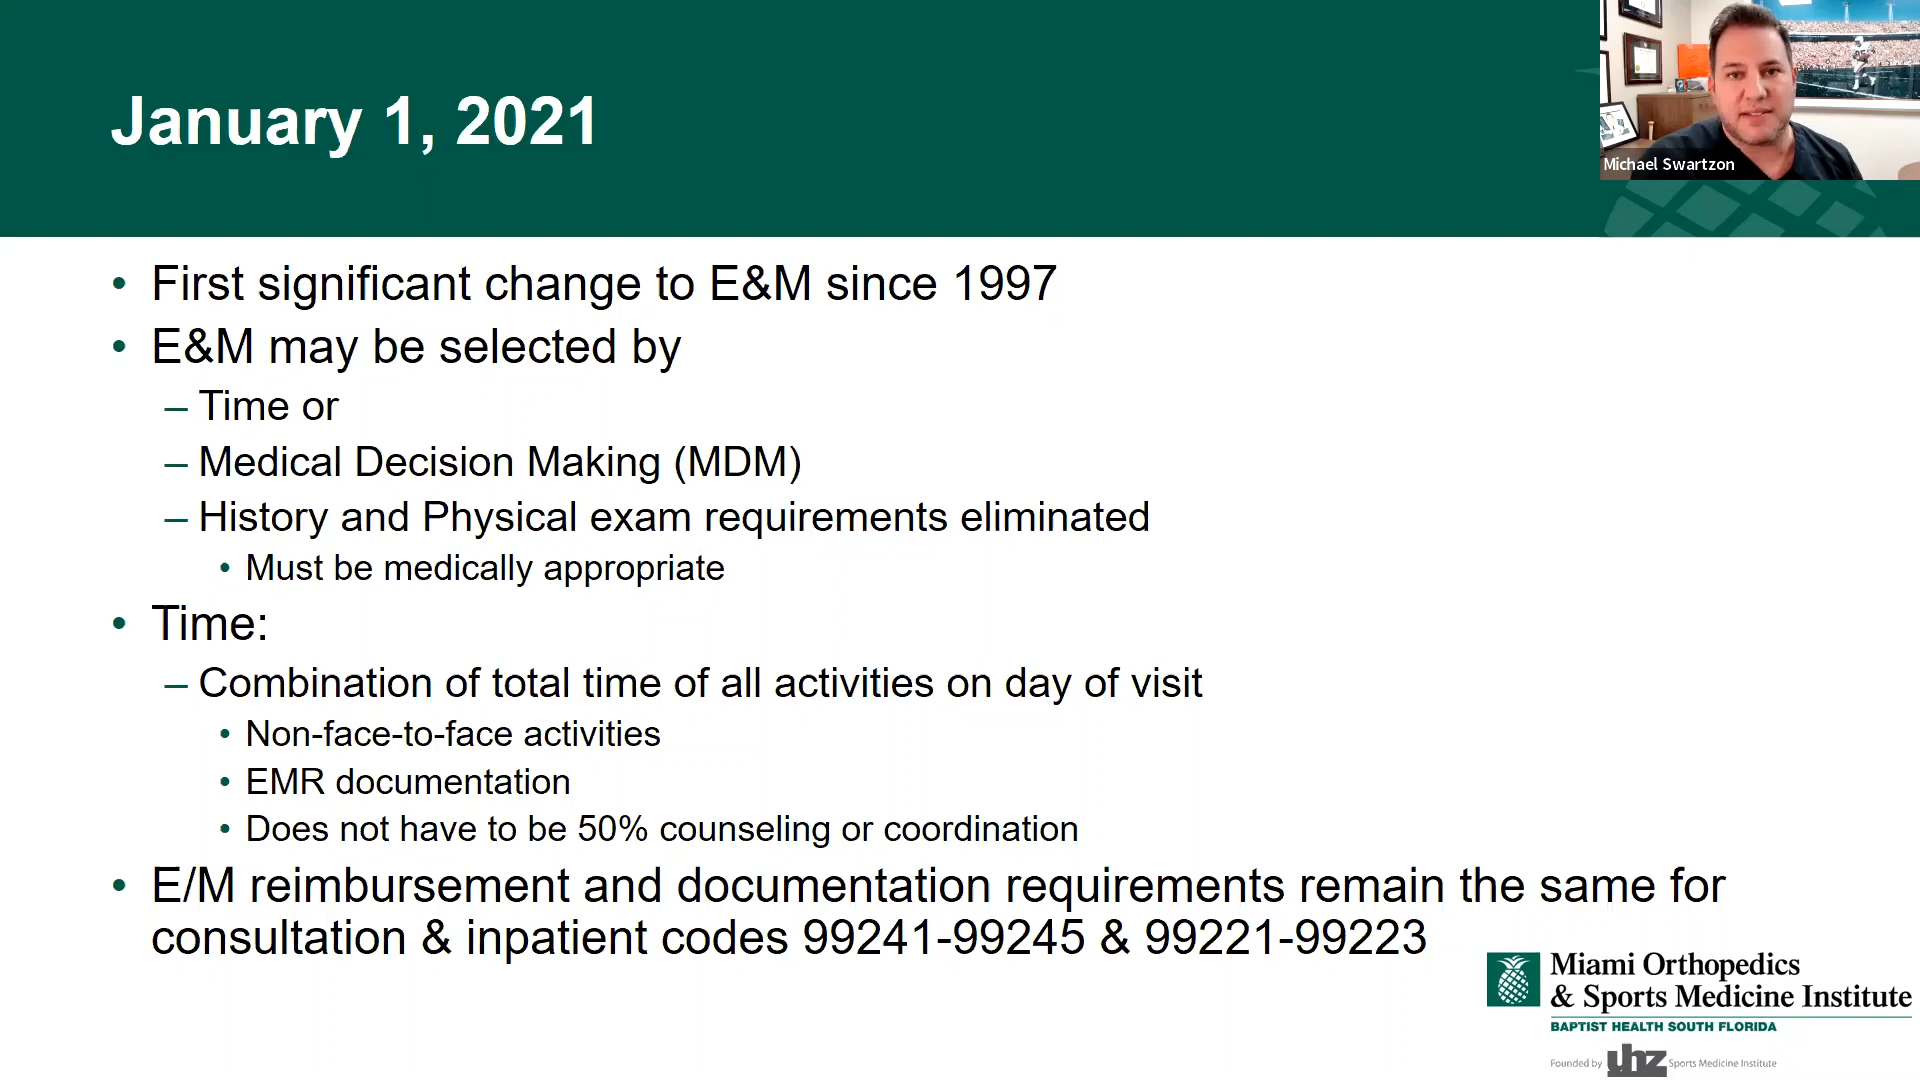 January 1, 2021
Michael Swartzon
• First significant change to E&M since 1997
• E&M may be selected by
– Time or
– Medical Decision Making (MDM)
– History and Physical exam requirements eliminated
• Must be medically appropriate
• Time:
– Combination of total time of all activities on day of visit
• Non-face-to-face activities
• EMR documentation
• Does not have to be 50% counseling or coordination
• E/M reimbursement and documentation requirements remain the same for
consultation & inpatient codes 99241-99245 & 99221-99223
Miami Orthopedics
& Sports Medicine Institute
BAPTIST HEALTH SOUTH FLORIDA
Founded by uhz Sports Medicine Institute